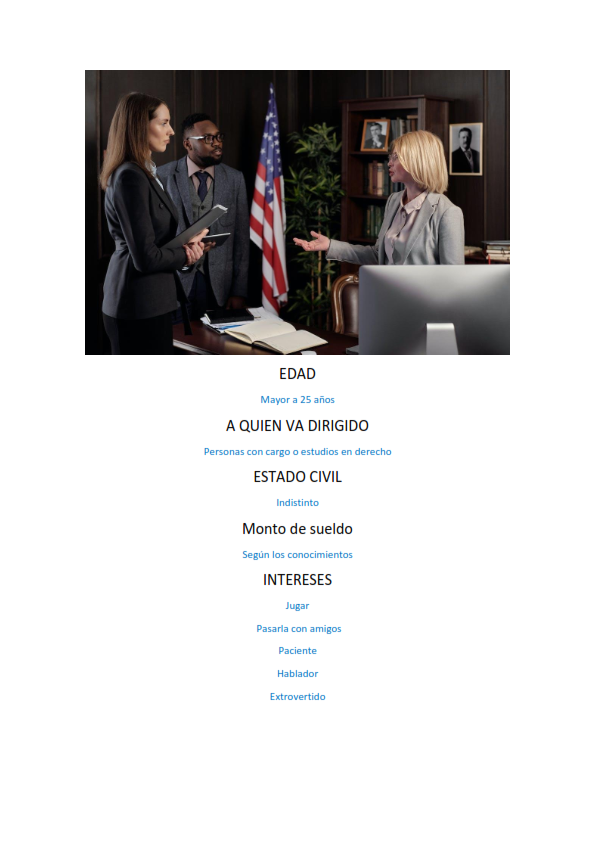 EDAD
Mayor a 25 años
A QUIEN VA DIRIGIDO
Personas con cargo o estudios en derecho
ESTADO CIVIL
Indistinto
Monto de sueldo
Según los conocimientos
INTERESES
Jugar
Pasarla con amigos
Paciente
Hablador
Extrovertido